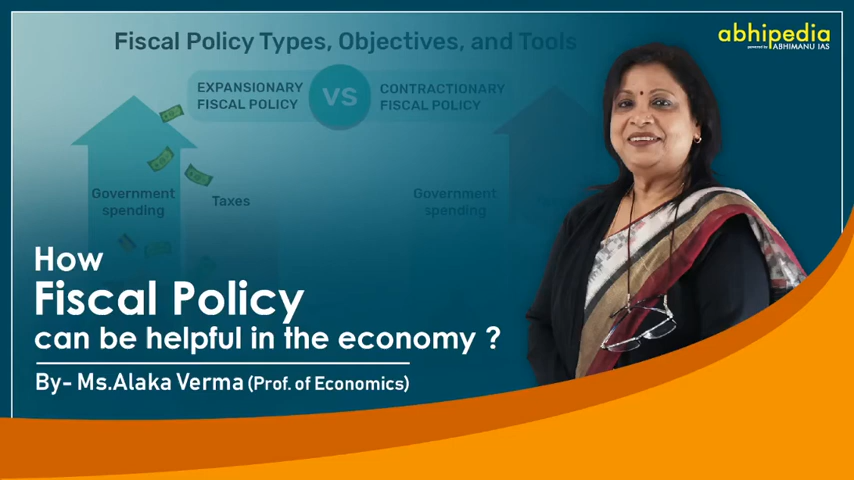 abhipedia
powered by ABHIMANU IAS
Fiscal Policy Types, Objectives, and Tools
EXPANSIONARY
FISCAL POLICY
VS
CONTRACTIONARY
FISCAL POLICY
Government
spending
Taxes
Government
spending
How
Fiscal Policy
can be helpful in the economy ?
By- Ms.Alaka Verma (Prof. of Economics)